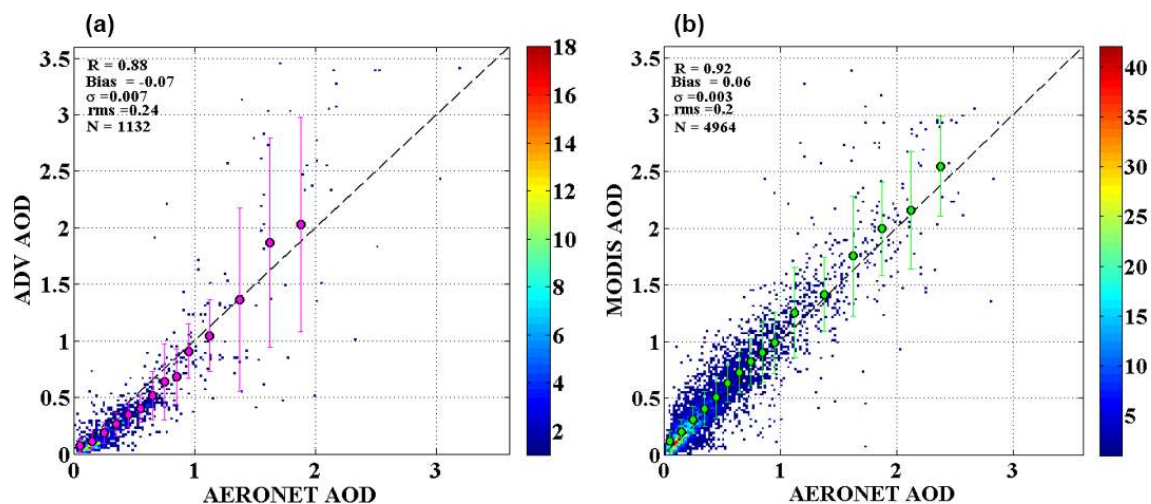 (a)
R = 0.88
Bias = -0.07
σ =0.007
rms =0.24
N = 1132
3.5
3
2.5
2
1.5
1
0.5
0
0
1
2
3
ADV AOD
AERONET AOD
18
16
14
12
10
8
6
4
2
(b)
R = 0.92
Bias = 0.06
σ =0.003
rms =0.2
N = 4964
3.5
3
2.5
2
1.5
1
0.5
0
0
1
2
3
MODIS AOD
AERONET AOD
40
35
30
25
20
15
10
5